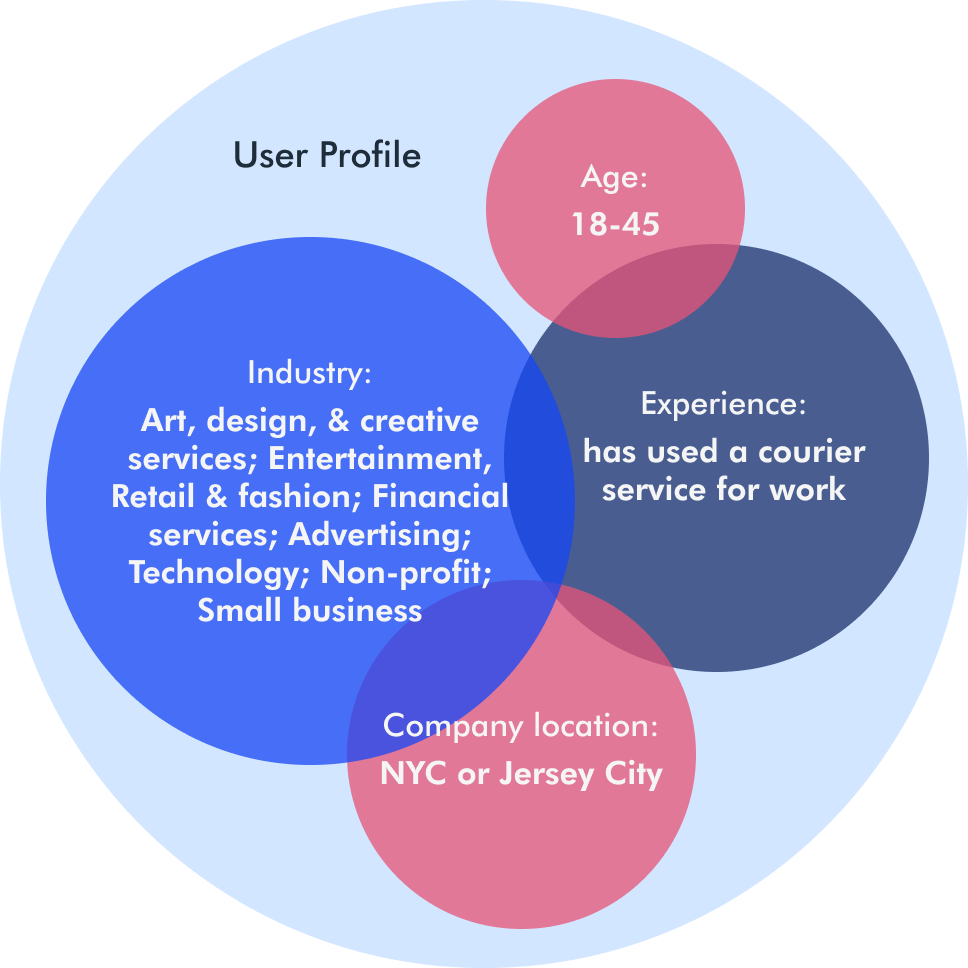 User Profile
Age:
18-45
Industry:
Art, design, & creative
services; Entertainment,
Retail & fashion; Financial
services; Advertising;
Technology; Non-profit;
Small business
Experience:
has used a courier
service for work
Company location:
NYC or Jersey City